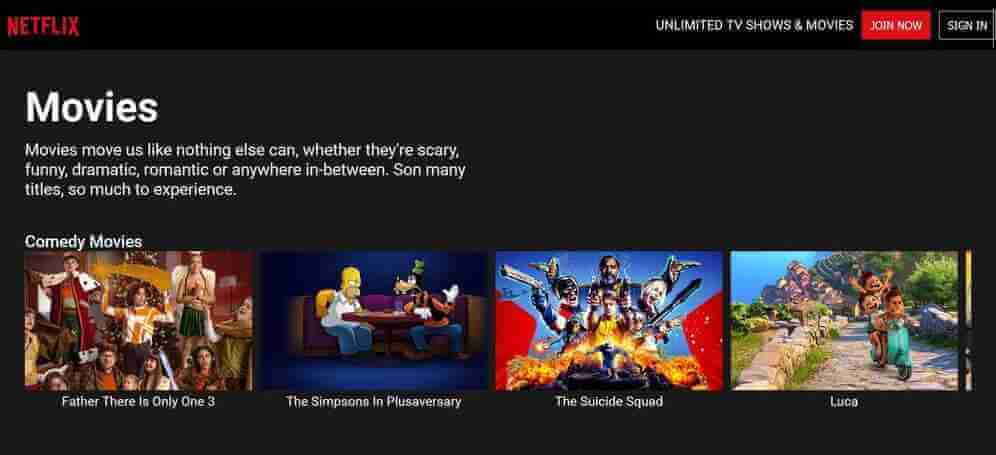 NETFLIX
UNLIMITED TV SHOWS & MOVIES
JOIN NOW
SIGN IN
Movies
Movies move us like nothing else can, whether they're scary,
funny, dramatic, romantic or anywhere in-between. Son many
titles, so much to experience.
Comedy Movies
Father There Is Only One 3
The Simpsons In Plusaversary
The Suicide Squad
Luca